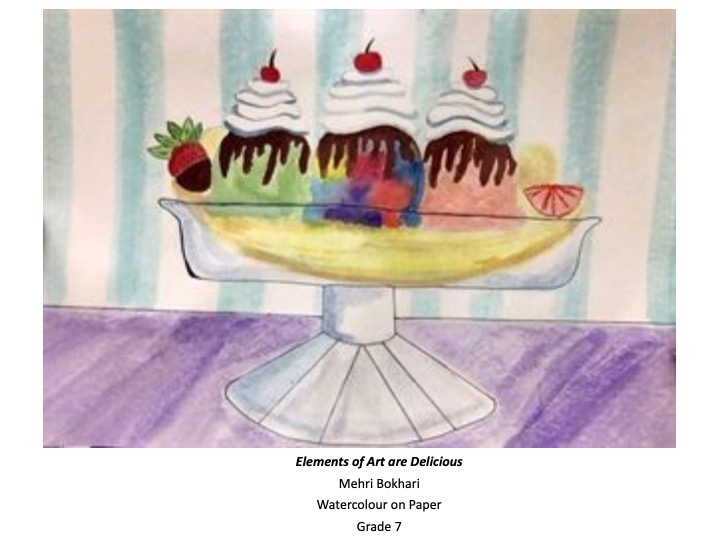 Elements of Art are Delicious
Mehri Bokhari
Watercolour on Paper
Grade 7